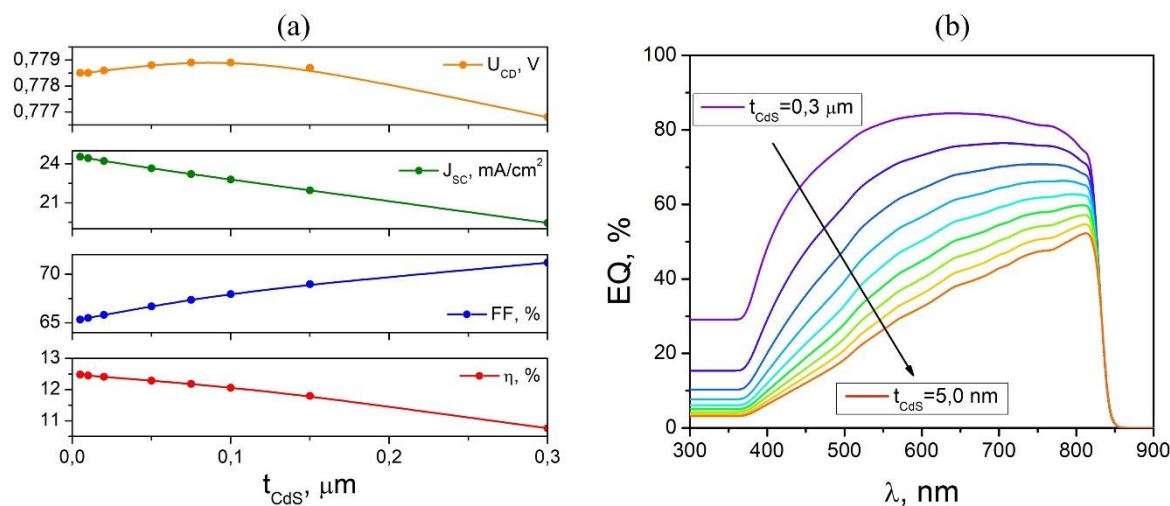 (a)
0,779
0,778
0,777
U_CD, V
24
21
J_SC, mA/cm²
70
65
FF, %
13
12
11
η, %
0,0 0,1 0,2 0,3
t_CdS, μm
(b)
100
80
60
40
20
0
EQ, %
t_CdS=0,3 μm
t_CdS=5,0 nm
300 400 500 600 700 800 900
λ, nm